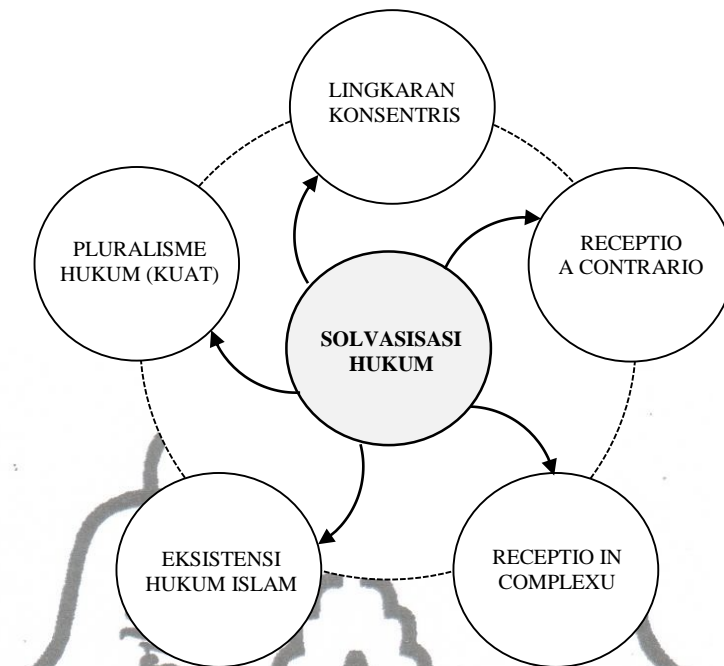 LINGKARAN
KONSENTRIS
PLURALISME
HUKUM (KUAT)
RECEPTIO
A CONTRARIO
SOLVASISASI
HUKUM
EKSISTENSI
HUKUM ISLAM
RECEPTIO IN
COMPLEXU